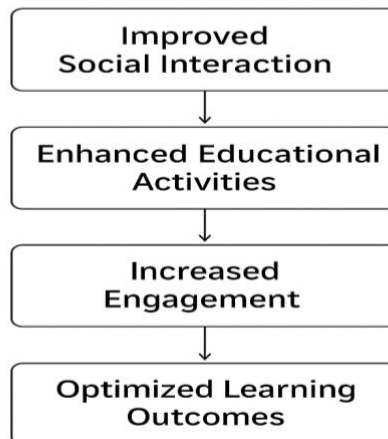 Improved
Social Interaction
Enhanced Educational
Activities
Increased
Engagement
Optimized Learning
Outcomes